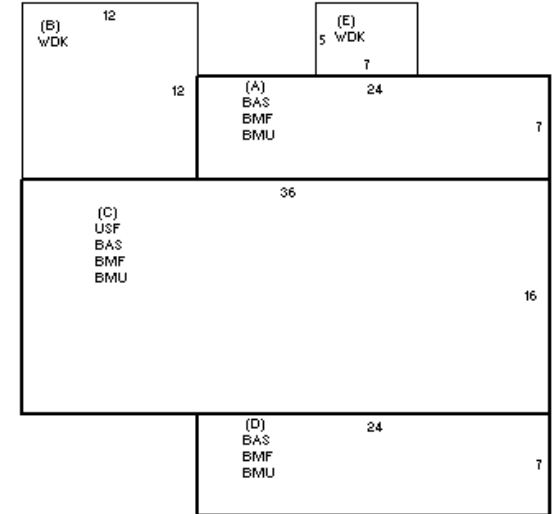 12
(B)
WDK
12
(E)
5 WDK
7
(A)
24
BAS
BMF
7
BMU
36
(C)
USF
BAS
BMF
BMU
16
(D)
24
BAS
BMF
7
BMU